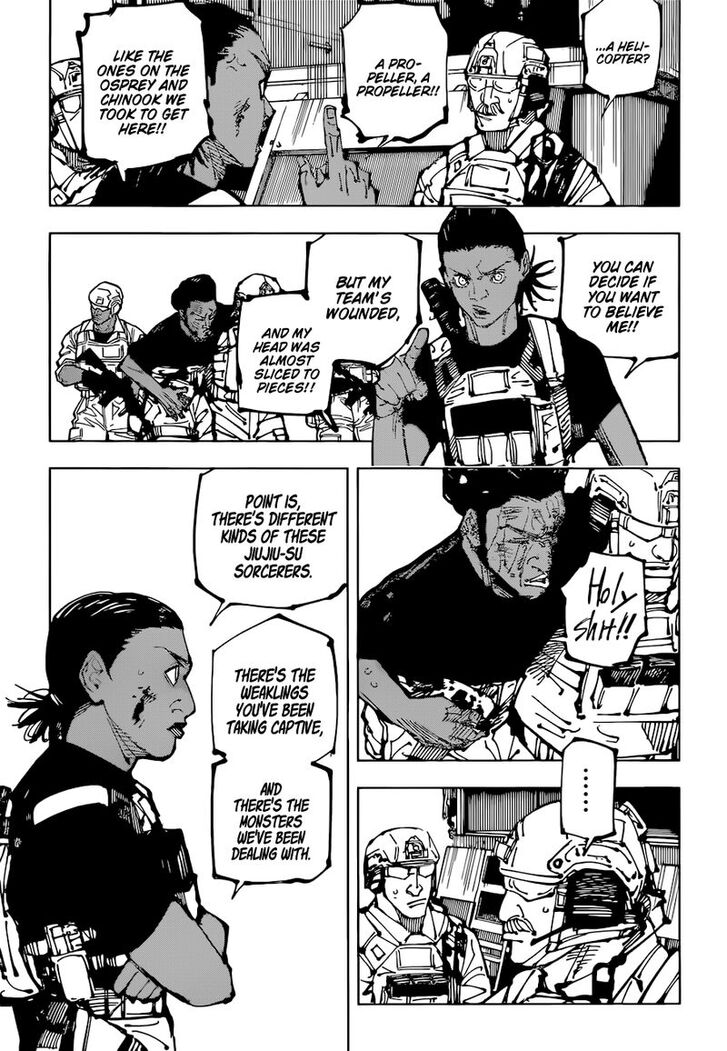 ...A HELI-
COPTER?
A PRO-
PELLER, A
PROPELLER!!
LIKE THE
ONES ON THE
OSPREY AND
CHINOOK WE
TOOK TO GET
HERE!!
YOU CAN
DECIDE IF
YOU WANT
TO BELIEVE
ME!!
BUT MY
TEAM'S
WOUNDED,
AND MY
HEAD WAS
ALMOST
SLICED TO
PIECES!!
Holy
shit!!
......
POINT IS,
THERE'S DIFFERENT
KINDS OF THESE
JIUJIU-SU
SORCERERS.
THERE'S THE
WEAKLINGS
YOU'VE BEEN
TAKING CAPTIVE,
AND
THERE'S THE
MONSTERS
WE'VE BEEN
DEALING WITH.